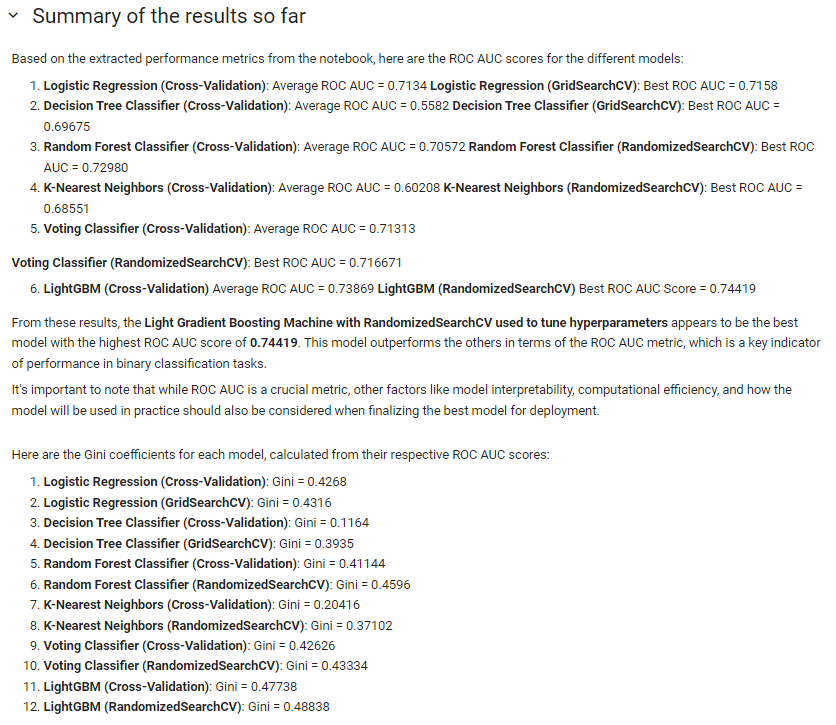 Summary of the results so far
Based on the extracted performance metrics from the notebook, here are the ROC AUC scores for the different models:
1. Logistic Regression (Cross-Validation): Average ROC AUC = 0.7134 Logistic Regression (GridSearchCV): Best ROC AUC = 0.7158
2. Decision Tree Classifier (Cross-Validation): Average ROC AUC = 0.5582 Decision Tree Classifier (GridSearchCV): Best ROC AUC =
0.69675
3. Random Forest Classifier (Cross-Validation): Average ROC AUC = 0.70572 Random Forest Classifier (RandomizedSearchCV): Best ROC
AUC = 0.72980
4. K-Nearest Neighbors (Cross-Validation): Average ROC AUC = 0.60208 K-Nearest Neighbors (RandomizedSearchCV): Best ROC AUC =
0.68551
5. Voting Classifier (Cross-Validation): Average ROC AUC = 0.71313
Voting Classifier (RandomizedSearchCV): Best ROC AUC = 0.716671
6. LightGBM (Cross-Validation) Average ROC AUC = 0.73869 LightGBM (RandomizedSearchCV) Best ROC AUC Score = 0.74419
From these results, the Light Gradient Boosting Machine with RandomizedSearchCV used to tune hyperparameters appears to be the best
model with the highest ROC AUC score of 0.74419. This model outperforms the others in terms of the ROC AUC metric, which is a key indicator
of performance in binary classification tasks.
It's important to note that while ROC AUC is a crucial metric, other factors like model interpretability, computational efficiency, and how the
model will be used in practice should also be considered when finalizing the best model for deployment.
Here are the Gini coefficients for each model, calculated from their respective ROC AUC scores:
1. Logistic Regression (Cross-Validation): Gini = 0.4268
2. Logistic Regression (GridSearchCV): Gini = 0.4316
3. Decision Tree Classifier (Cross-Validation): Gini = 0.1164
4. Decision Tree Classifier (GridSearchCV): Gini = 0.3935
5. Random Forest Classifier (Cross-Validation): Gini = 0.41144
6. Random Forest Classifier (RandomizedSearchCV): Gini = 0.4596
7. K-Nearest Neighbors (Cross-Validation): Gini = 0.20416
8. K-Nearest Neighbors (RandomizedSearchCV): Gini = 0.37102
9. Voting Classifier (Cross-Validation): Gini = 0.42626
10. Voting Classifier (RandomizedSearchCV): Gini = 0.43334
11. LightGBM (Cross-Validation): Gini = 0.47738
12. LightGBM (RandomizedSearchCV): Gini = 0.48838